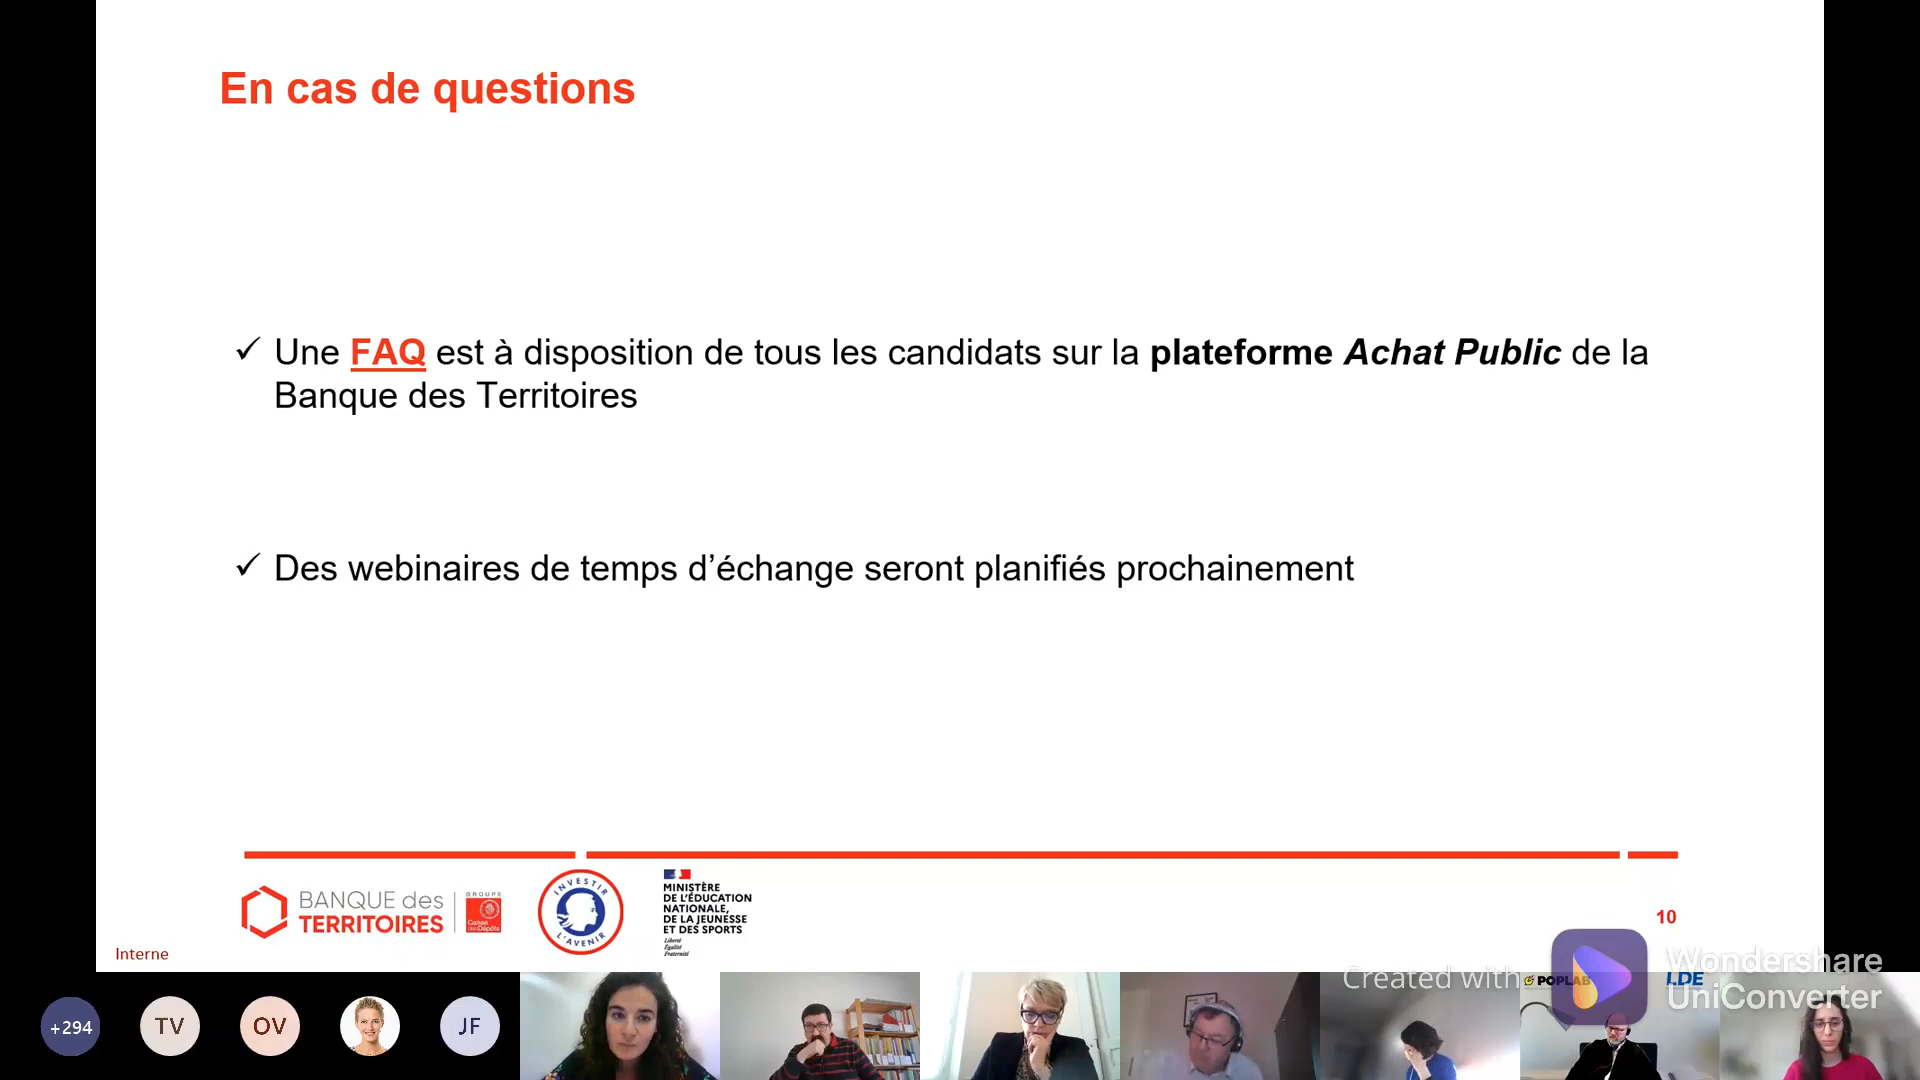 En cas de questions
✓ Une FAQ est à disposition de tous les candidats sur la plateforme Achat Public de la
Banque des Territoires
✓ Des webinaires de temps d’échange seront planifiés prochainement
BANQUE des
TERRITOIRES
GROUPE
Caisse
des Dépôts
INVESTIR
L'AVENIR
MINISTÈRE
DE L'ÉDUCATION
NATIONALE,
DE LA JEUNESSE
ET DES SPORTS
Liberté
Égalité
Fraternité
10
Interne
+294
TV
OV
JF
Created with
Wondershare
UniConverter
POPLAB
LDE